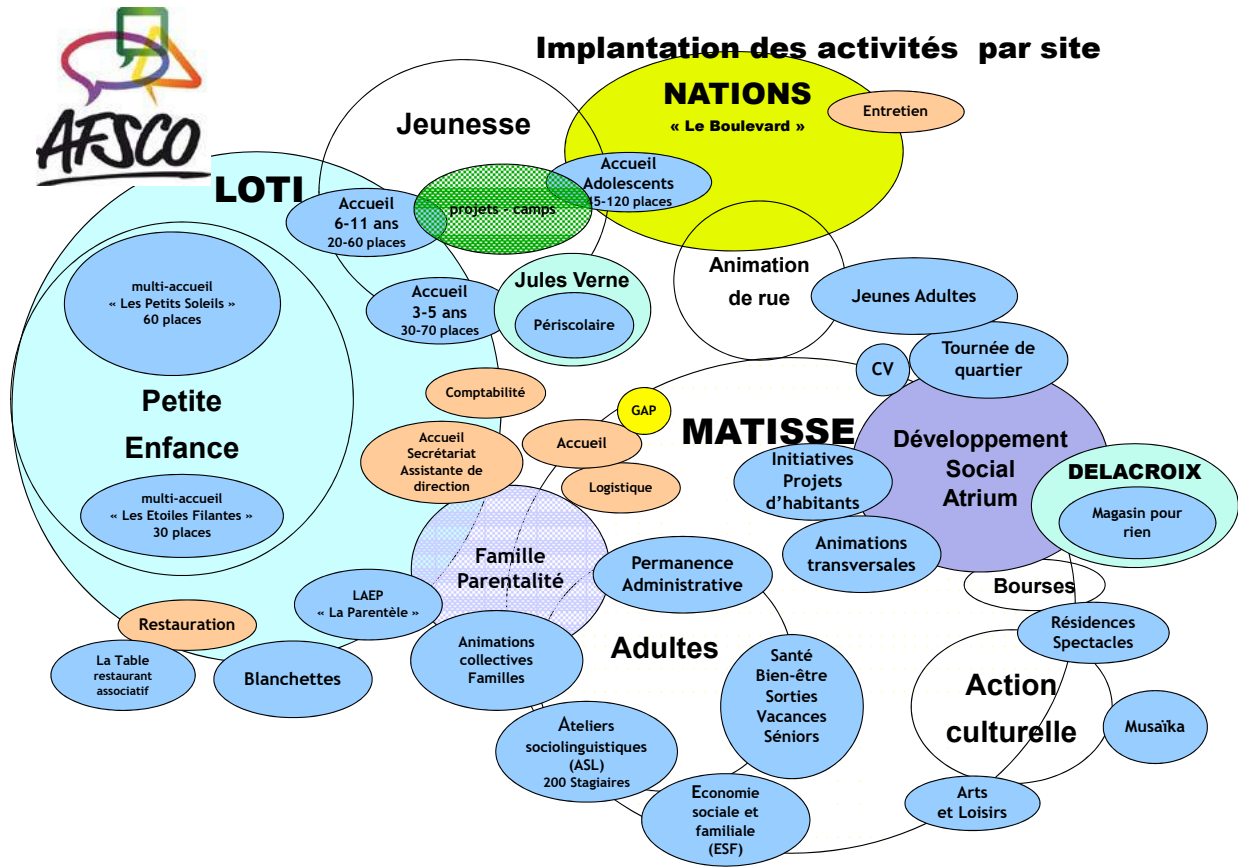 Implantation des activités  par site
AFSCO
NATIONS
« Le Boulevard »
Entretien
Jeunesse
LOTI
Accueil
Adolescents
45-120 places
Accueil
6-11 ans
20-60 places
projets - camps
Animation
de rue
Jules Verne
Périscolaire
Jeunes Adultes
multi-accueil
« Les Petits Soleils »
60 places
Accueil
3-5 ans
30-70 places
CV
Tournée de
quartier
Comptabilité
GAP
Petite
Enfance
MATISSE
Accueil
Secrétariat
Assistante de
direction
Accueil
Logistique
Développement
Social
Atrium
Initiatives
Projets
d’habitants
DELACROIX
Magasin pour
rien
multi-accueil
« Les Etoiles Filantes »
30 places
Famille
Parentalité
Permanence
Administrative
Animations
transversales
Bourses
LAEP
« La Parentèle »
Restauration
La Table
restaurant
associatif
Blanchettes
Animations
collectives
Familles
Adultes
Santé
Bien-être
Sorties
Vacances
Séniors
Résidences
Spectacles
Action
culturelle
Musaïka
Ateliers
sociolinguistiques
(ASL)
200 Stagiaires
Economie
sociale et
familiale
(ESF)
Arts
et Loisirs